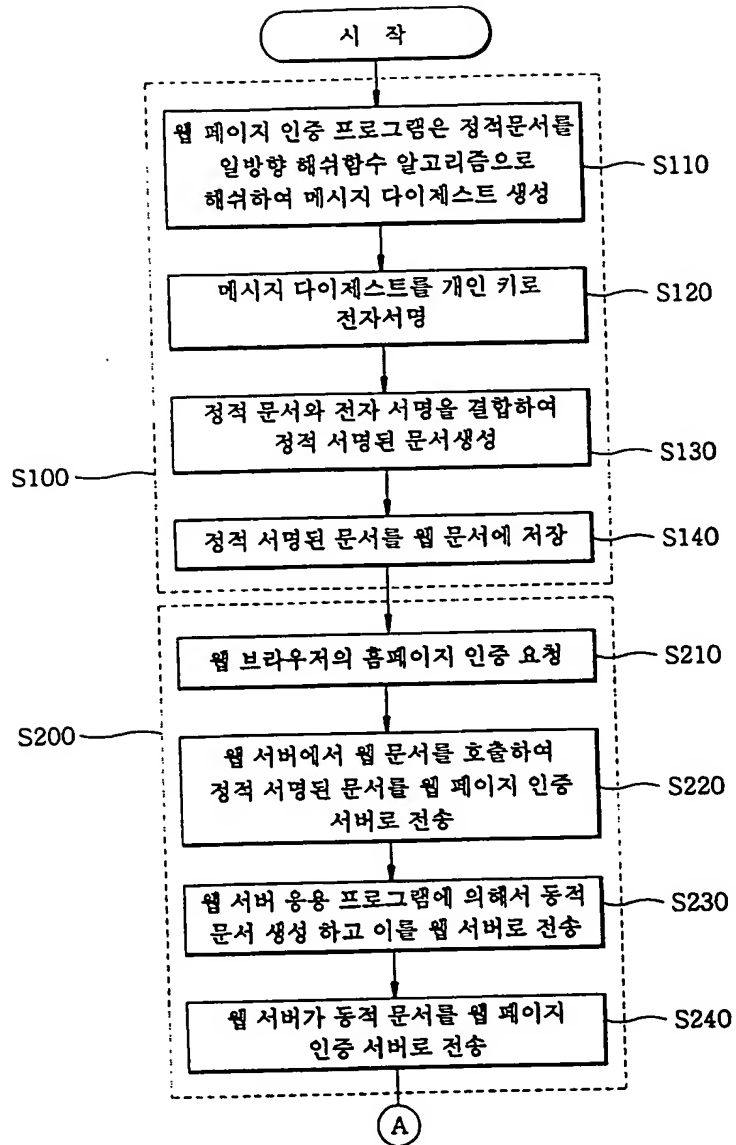 시 작
웹 페이지 인증 프로그램은 정적문서를
일방향 해쉬함수 알고리즘으로
해쉬하여 메시지 다이제스트 생성
S110
메시지 다이제스트를 개인 키로
전자서명
S120
정적 문서와 전자 서명을 결합하여
정적 서명된 문서생성
S130
S100
정적 서명된 문서를 웹 문서에 저장
S140
웹 브라우저의 홈페이지 인증 요청
S210
S200
웹 서버에서 웹 문서를 호출하여
정적 서명된 문서를 웹 페이지 인증
서버로 전송
S220
웹 서버 응용 프로그램에 의해서 동적
문서 생성 하고 이를 웹 서버로 전송
S230
웹 서버가 동적 문서를 웹 페이지
인증 서버로 전송
S240
A